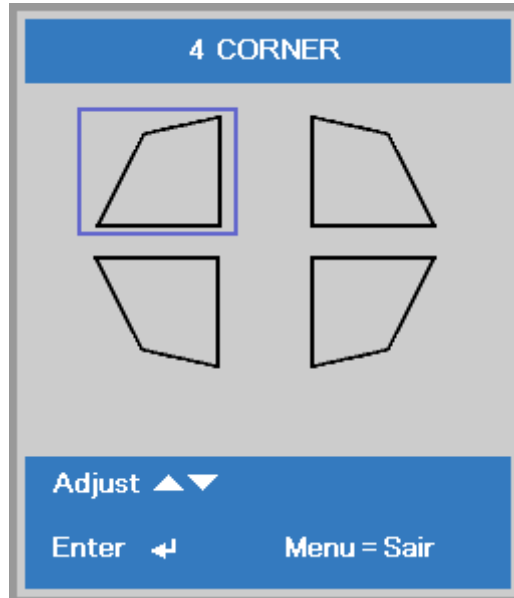 4 CORNER
Adjust ▲▼
Enter ↵ Menu = Sair